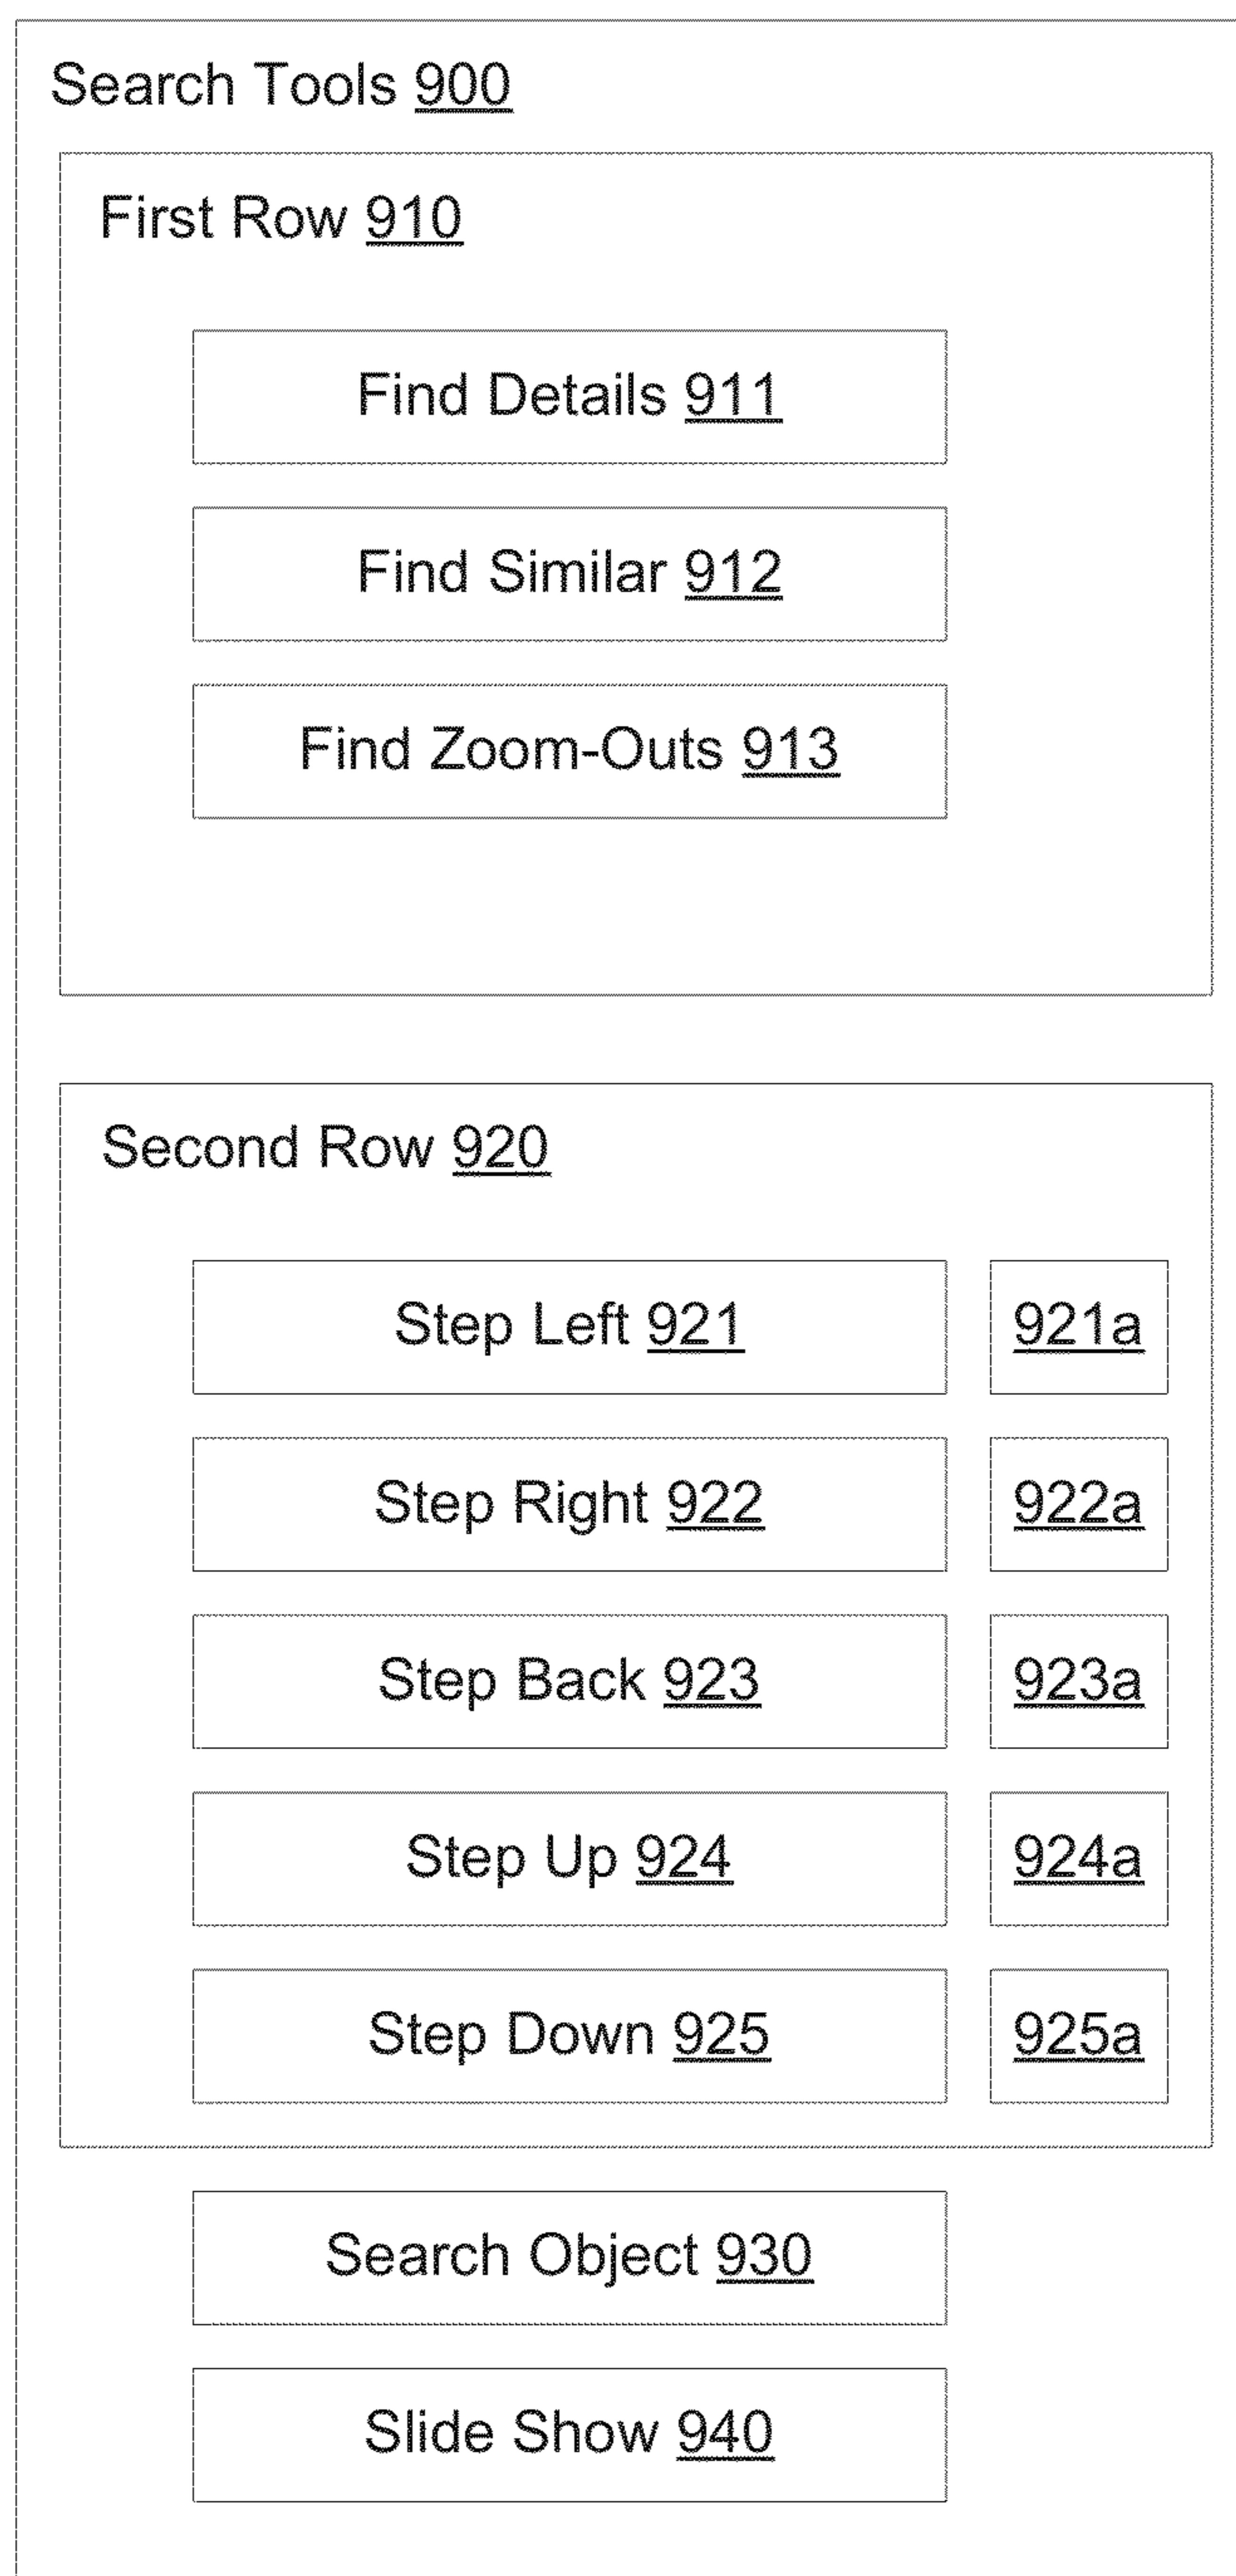 Search Tools 900
First Row 910
Find Details 911
Find Similar 912
Find Zoom-Outs 913
Second Row 920
Step Left 921 921a
Step Right 922 922a
Step Back 923 923a
Step Up 924 924a
Step Down 925 925a
Search Object 930
Slide Show 940